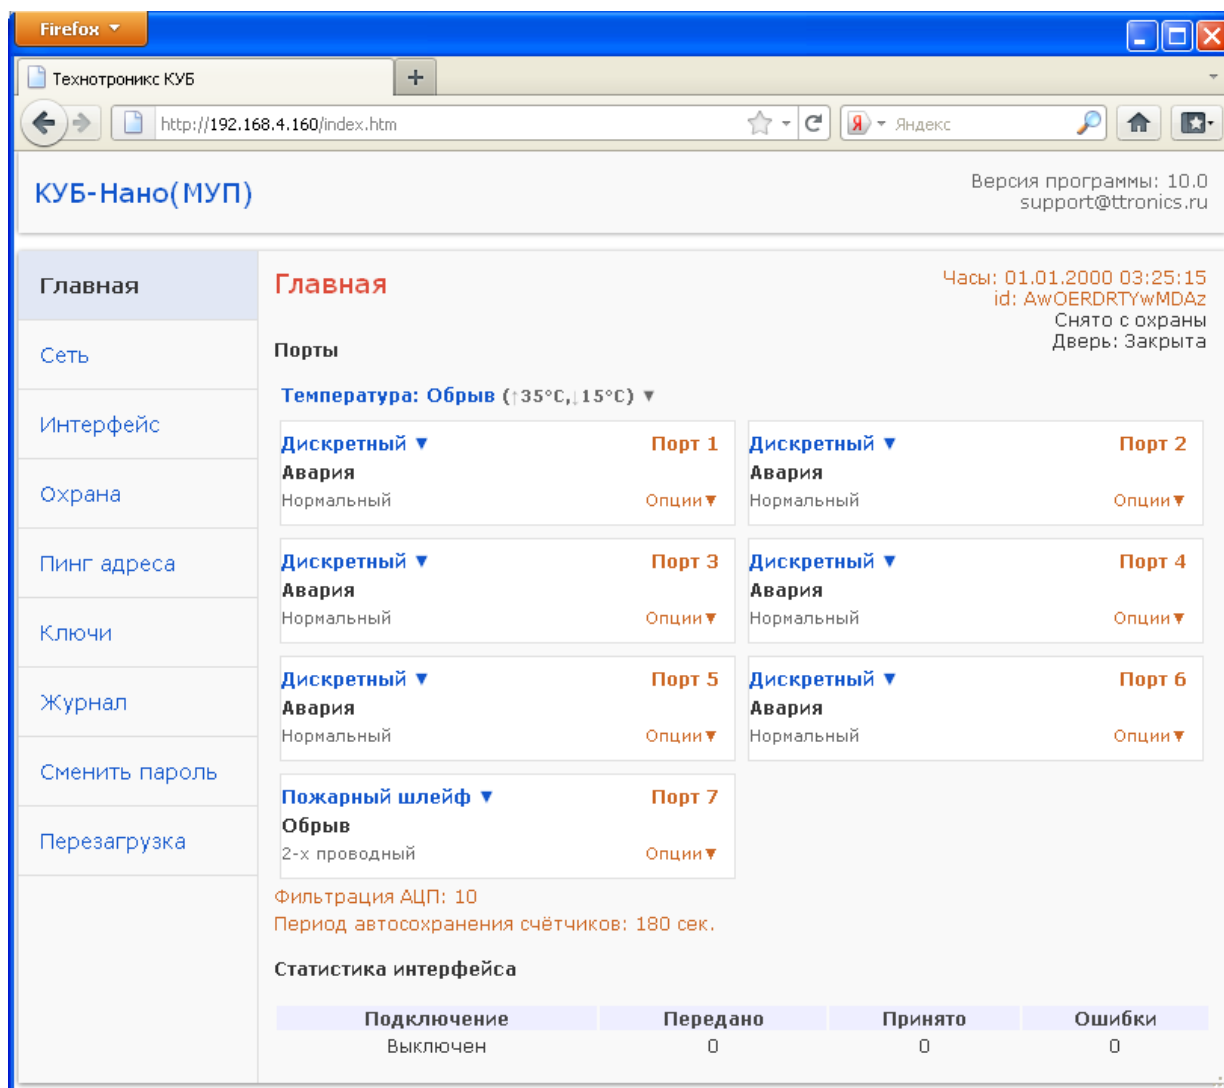 Firefox
Технотроникс КУБ
http://192.168.4.160/index.htm
Я Яндекс
КУБ-Нано(МУП)
Версия программы: 10.0
support@ttronics.ru
Главная
Сеть
Интерфейс
Охрана
Пинг адреса
Ключи
Журнал
Сменить пароль
Перезагрузка
Главная
Часы: 01.01.2000 03:25:15
id: AwOERDRTYwMDAz
Снято с охраны
Дверь: Закрыта
Порты
Температура: Обрыв (↑35°C,↓15°C) ▼
Дискретный ▼ Порт 1
Авария
Нормальный Опции▼
Дискретный ▼ Порт 2
Авария
Нормальный Опции▼
Дискретный ▼ Порт 3
Авария
Нормальный Опции▼
Дискретный ▼ Порт 4
Авария
Нормальный Опции▼
Дискретный ▼ Порт 5
Авария
Нормальный Опции▼
Дискретный ▼ Порт 6
Авария
Нормальный Опции▼
Пожарный шлейф ▼ Порт 7
Обрыв
2-х проводный Опции▼
Фильтрация АЦП: 10
Период автосохранения счётчиков: 180 сек.
Статистика интерфейса
Подключение Передано Принято Ошибки
Выключен 0 0 0